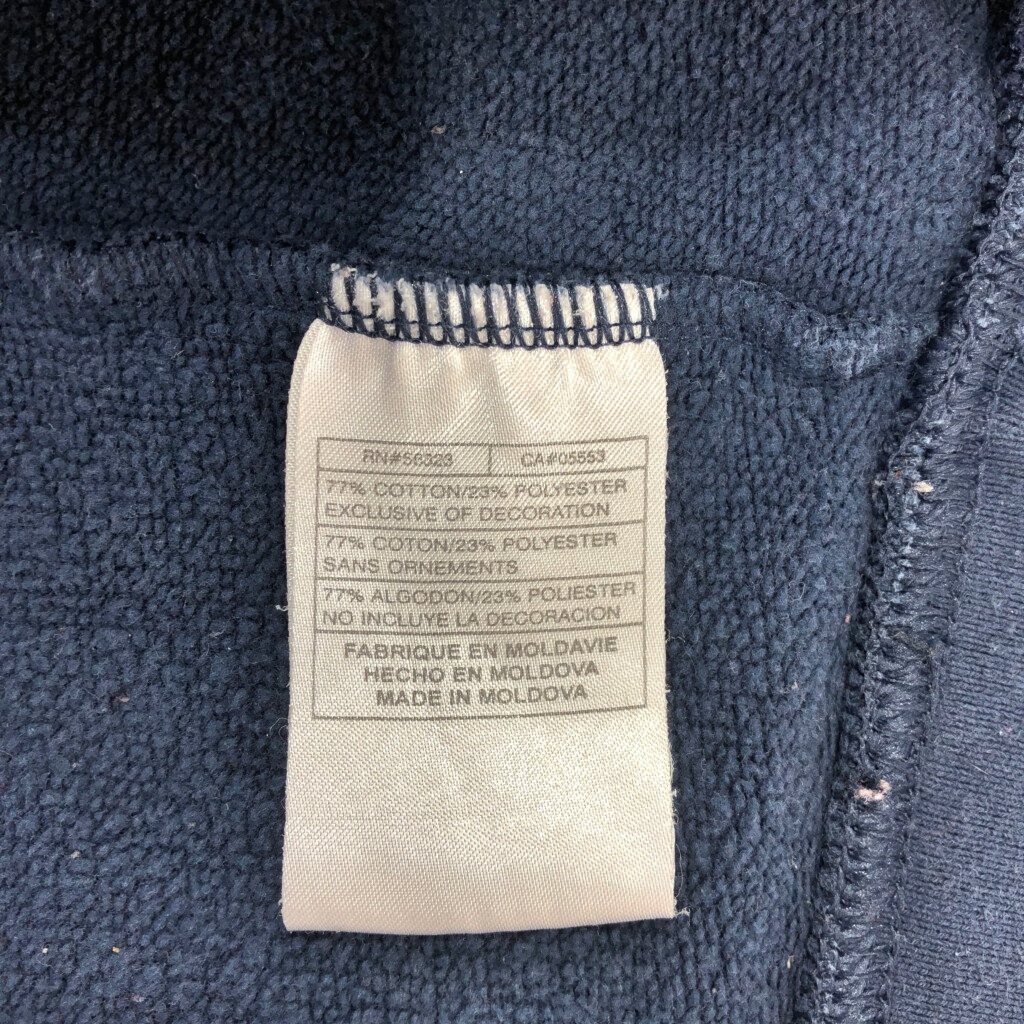 RN#56323 CA#05553
77% COTTON/23% POLYESTER
EXCLUSIVE OF DECORATION
77% COTON/23% POLYESTER
SANS ORNEMENTS
77% ALGODON/23% POLIESTER
NO INCLUYE LA DECORACION
FABRIQUE EN MOLDAVIE
HECHO EN MOLDOVA
MADE IN MOLDOVA